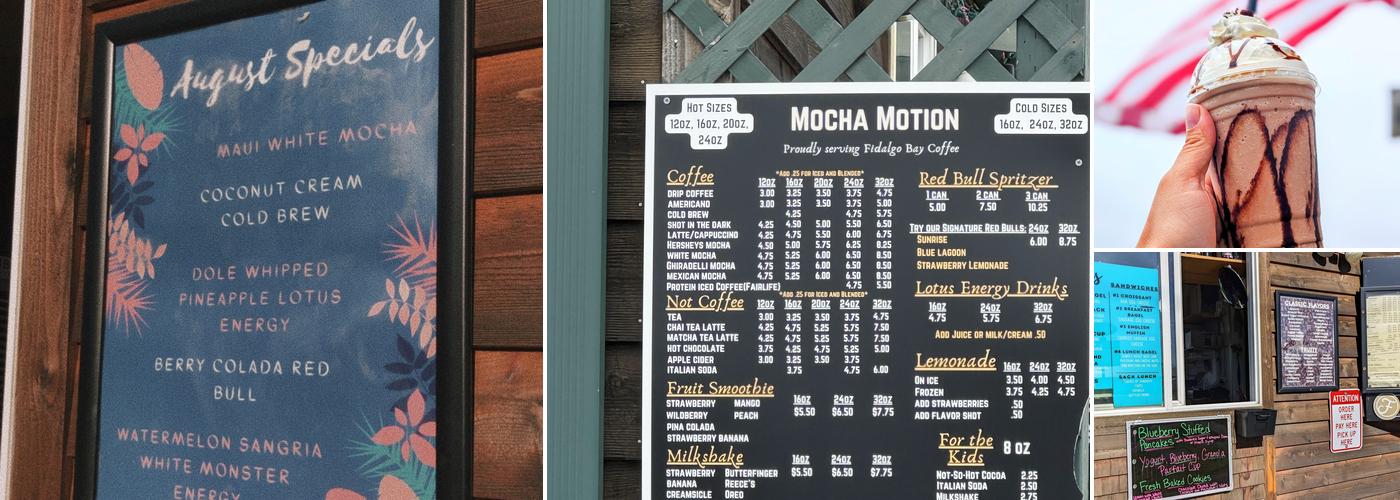 August Specials
MAUI WHITE MOCHA
COCONUT CREAM
COLD BREW
DOLE WHIPPED
PINEAPPLE LOTUS
ENERGY
BERRY COLADA RED
BULL
WATERMELON SANGRIA
WHITE MONSTER
ENERGY
HOT SIZES
12OZ, 16OZ, 20OZ,
24OZ
MOCHA MOTION
Proudly serving Fidalgo Bay Coffee
COLD SIZES
16OZ, 24OZ, 32OZ
Coffee
*ADD .25 FOR ICED AND BLENDED*
12OZ 16OZ 20OZ 24OZ 32OZ
DRIP COFFEE 3.00 3.25 3.50 3.75 4.75
AMERICANO 3.00 3.25 3.50 3.75 5.00
COLD BREW 4.25 4.75 5.75
SHOT IN THE DARK 4.25 4.50 5.00 5.50 6.50
LATTE/CAPPUCCINO 4.25 4.75 5.50 6.00 6.75
HERSHEYS MOCHA 4.50 5.00 5.75 6.25 8.25
WHITE MOCHA 4.75 5.25 6.00 6.50 8.50
GHIRADELLI MOCHA 4.75 5.25 6.00 6.50 8.50
MEXICAN MOCHA 4.75 5.25 6.00 6.50 8.50
PROTEIN ICED COFFEE(FAIRLIFE) 4.75 5.50
Not Coffee
*ADD .25 FOR ICED AND BLENDED*
12OZ 16OZ 20OZ 24OZ 32OZ
TEA 3.00 3.25 3.50 3.75 4.75
CHAI TEA LATTE 4.25 4.75 5.25 5.75 7.50
MATCHA TEA LATTE 4.25 4.75 5.25 5.75 7.50
HOT CHOCOLATE 3.75 4.25 4.75 5.25 5.00
APPLE CIDER 3.00 3.25 3.50 3.75
ITALIAN SODA 3.75 4.75 6.00
Fruit Smoothie
16OZ 24OZ 32OZ
STRAWBERRY MANGO $5.50 $6.50 $7.75
WILDBERRY PEACH
PINA COLADA
STRAWBERRY BANANA
Milkshake 16OZ 24OZ 32OZ
STRAWBERRY BUTTERFINGER $5.50 $6.50 $7.75
BANANA REECE'S
CREAMSICLE OREO
Red Bull Spritzer
1 CAN 2 CAN 3 CAN
5.00 7.50 10.25
TRY OUR SIGNATURE RED BULLS: 24OZ 32OZ
SUNRISE 6.00 8.75
BLUE LAGOON
STRAWBERRY LEMONADE
Lotus Energy Drinks
16OZ 24OZ 32OZ
4.75 5.75 6.75
ADD JUICE OR MILK/CREAM .50
Lemonade 16OZ 24OZ 32OZ
ON ICE 3.50 4.00 4.50
FROZEN 3.75 4.25 4.75
ADD STRAWBERRIES .50
ADD FLAVOR SHOT .50
For the
Kids 8 OZ
NOT-SO-HOT COCOA 2.25
ITALIAN SODA 2.50
MILKSHAKE 2.75
SANDWICHES
#1 CROISSANT
#2 BREAKFAST
BAGEL
#3 ENGLISH
MUFFIN
#4 LUNCH BAGEL
SACK LUNCH
CLASSIC FLAVORS
ATTENTION
ORDER
HERE
PAY HERE
PICK UP
HERE
Blueberry Stuffed
Pancakes
Yogurt, Blueberry, Granola
Parfait Cup
Fresh Baked Cookies